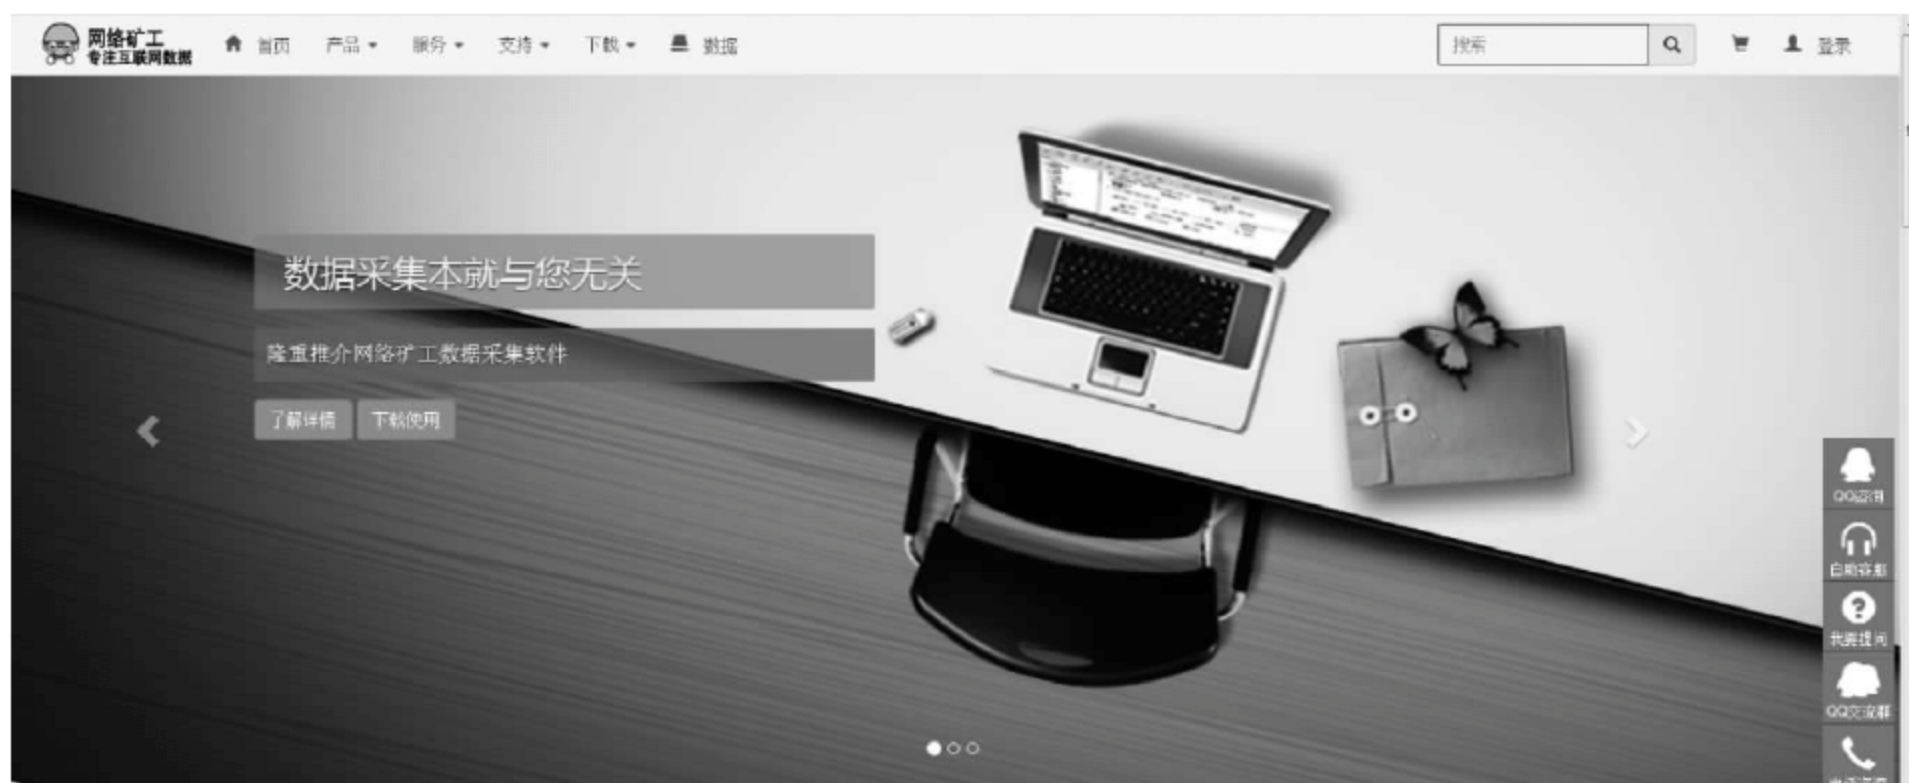 网络矿工
专注互联网数据
首页 产品 服务 支持 下载 数据 搜索 登录
数据采集本就与您无关
隆重推介网络矿工数据采集软件
了解详情 下载使用
QQ咨询
自助客服
我要提问
QQ交流群